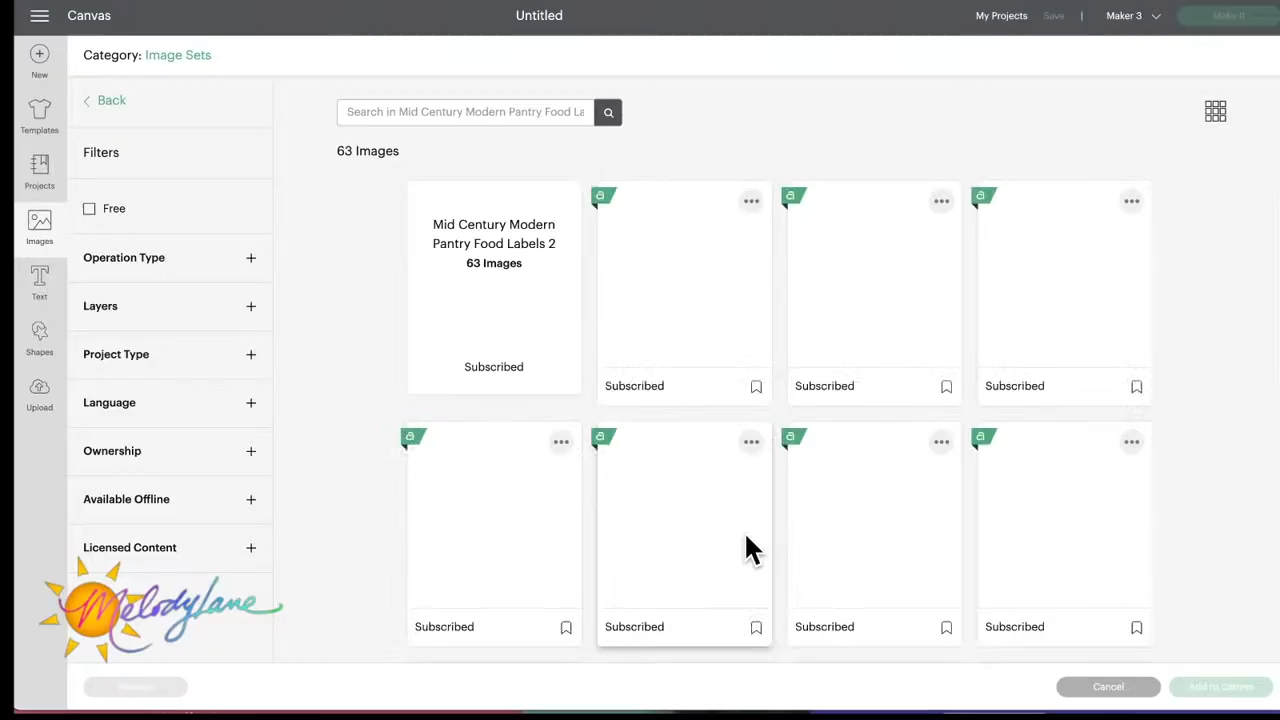 Canvas
Untitled
My Projects
Save
|
Maker 3
Make It
New
Templates
Projects
Images
Text
Shapes
Upload
Category: Image Sets
Back
Filters
Free
Operation Type +
Layers +
Project Type +
Language +
Ownership +
Available Offline +
Licensed Content +
Search in Mid Century Modern Pantry Food La
63 Images
Mid Century Modern
Pantry Food Labels 2
63 Images
Subscribed
a
Subscribed
a
Subscribed
a
Subscribed
a
Subscribed
a
Subscribed
a
Subscribed
a
Subscribed
MelodyLane
Cancel
Add to Canvas